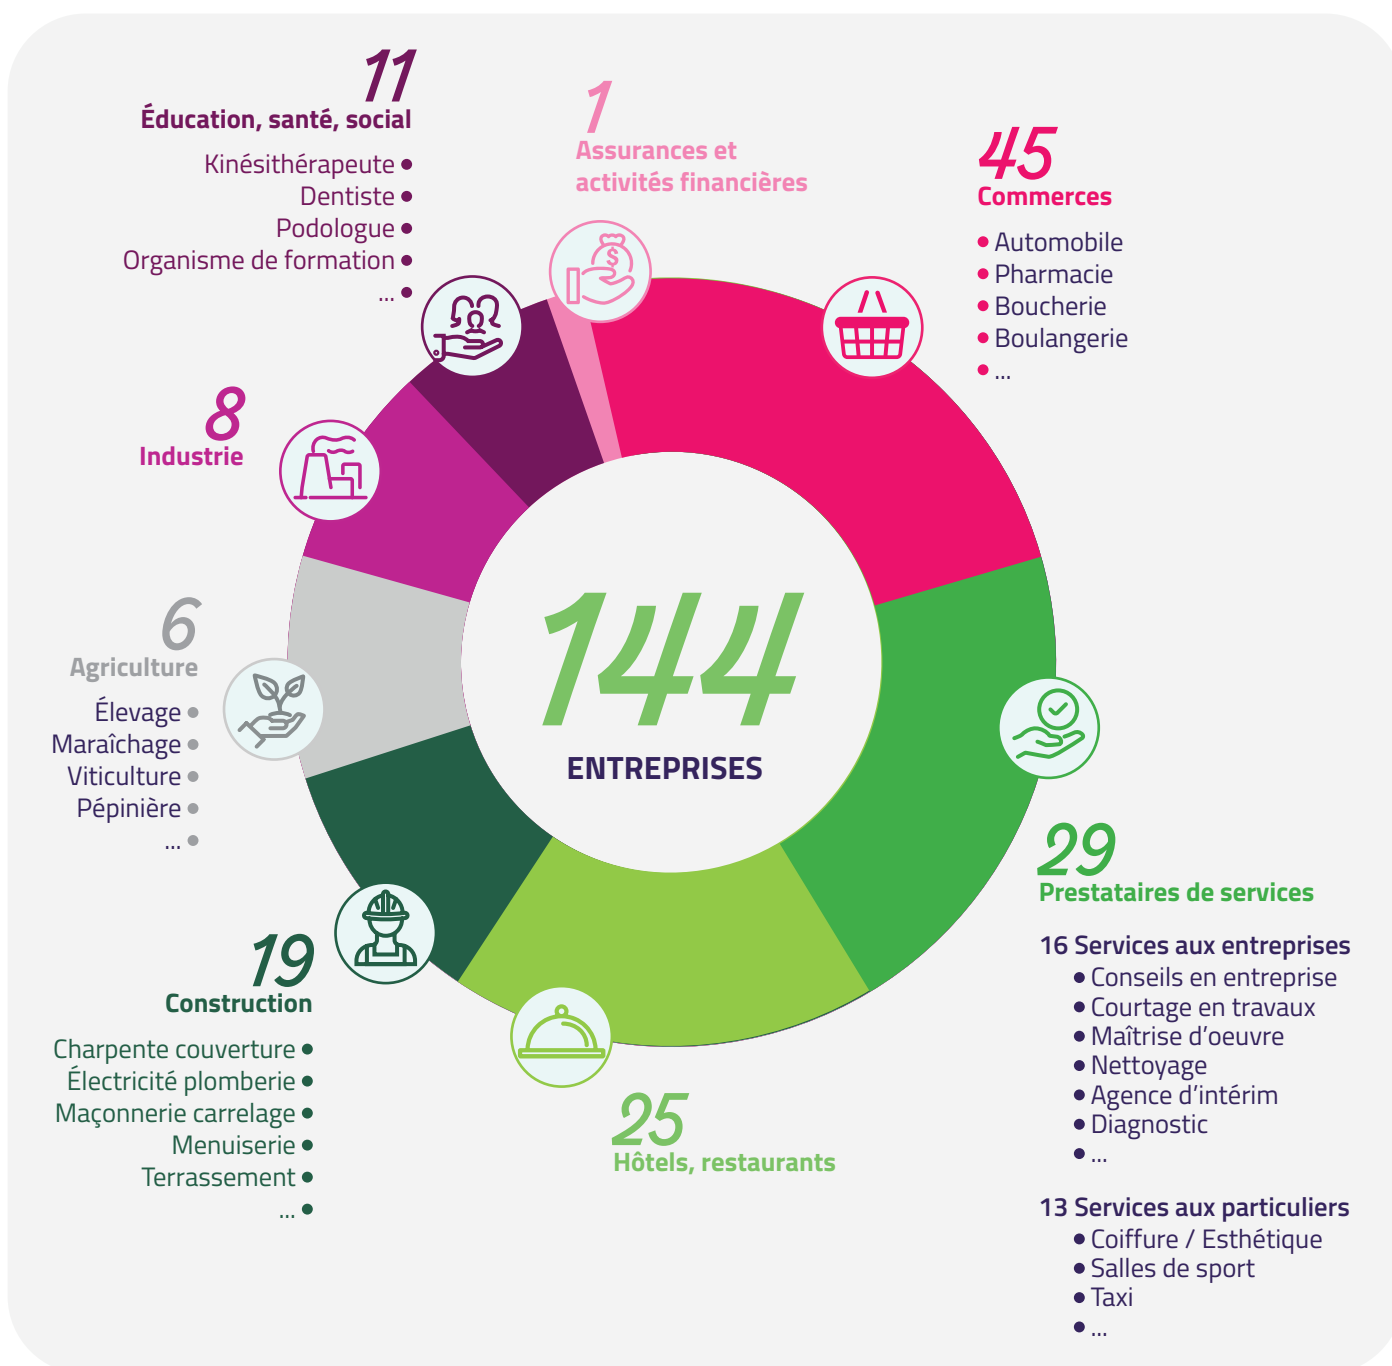 11
Éducation, santé, social
Kinésithérapeute •
Dentiste •
Podologue •
Organisme de formation •
... •
1
Assurances et
activités financières
$
45
Commerces
• Automobile
• Pharmacie
• Boucherie
• Boulangerie
• ...
8
Industrie
6
Agriculture
Élevage •
Maraîchage •
Viticulture •
Pépinière •
... •
144
ENTREPRISES
29
Prestataires de services
16 Services aux entreprises
• Conseils en entreprise
• Courtage en travaux
• Maîtrise d'oeuvre
• Nettoyage
• Agence d'intérim
• Diagnostic
• ...
13 Services aux particuliers
• Coiffure / Esthétique
• Salles de sport
• Taxi
• ...
19
Construction
Charpente couverture •
Électricité plomberie •
Maçonnerie carrelage •
Menuiserie •
Terrassement •
... •
25
Hôtels, restaurants